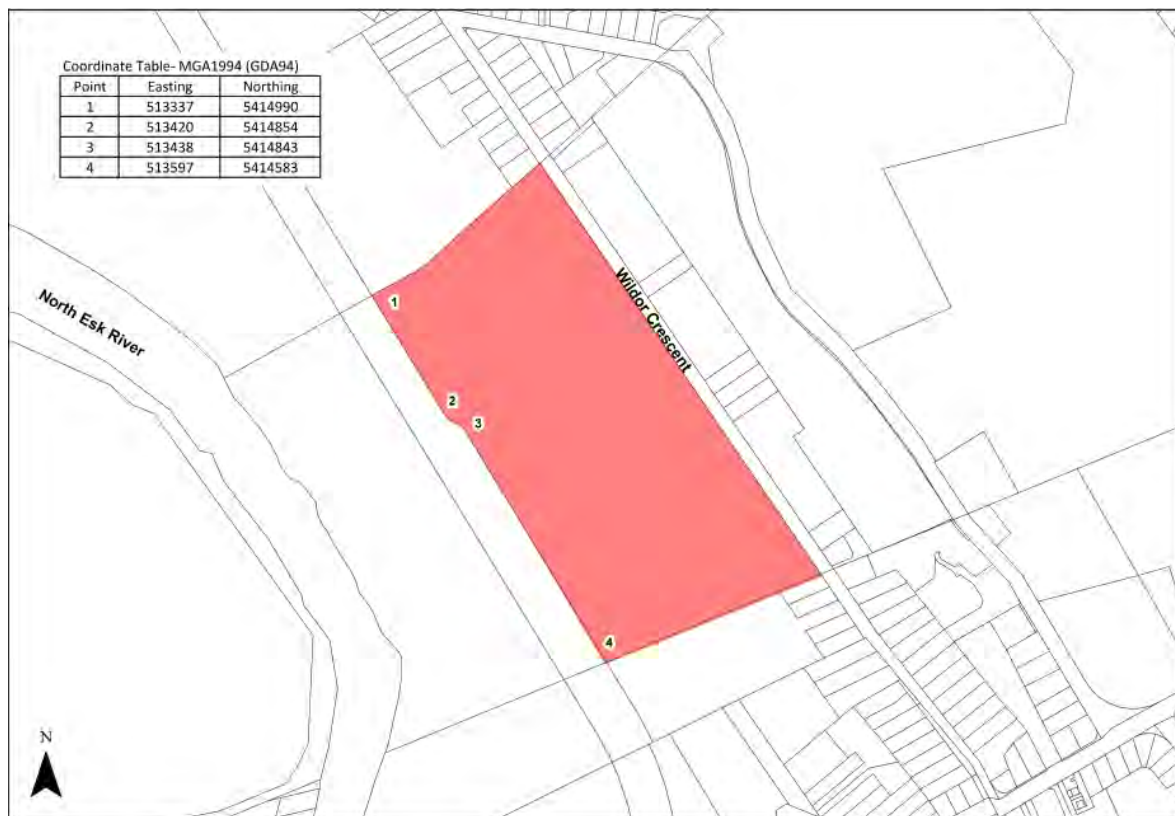 Coordinate Table- MGA1994 (GDA94)
Point Easting Northing
1 513337 5414990
2 513420 5414854
3 513438 5414843
4 513597 5414583
North Esk River
Wildor Crescent
1
2
3
4
N